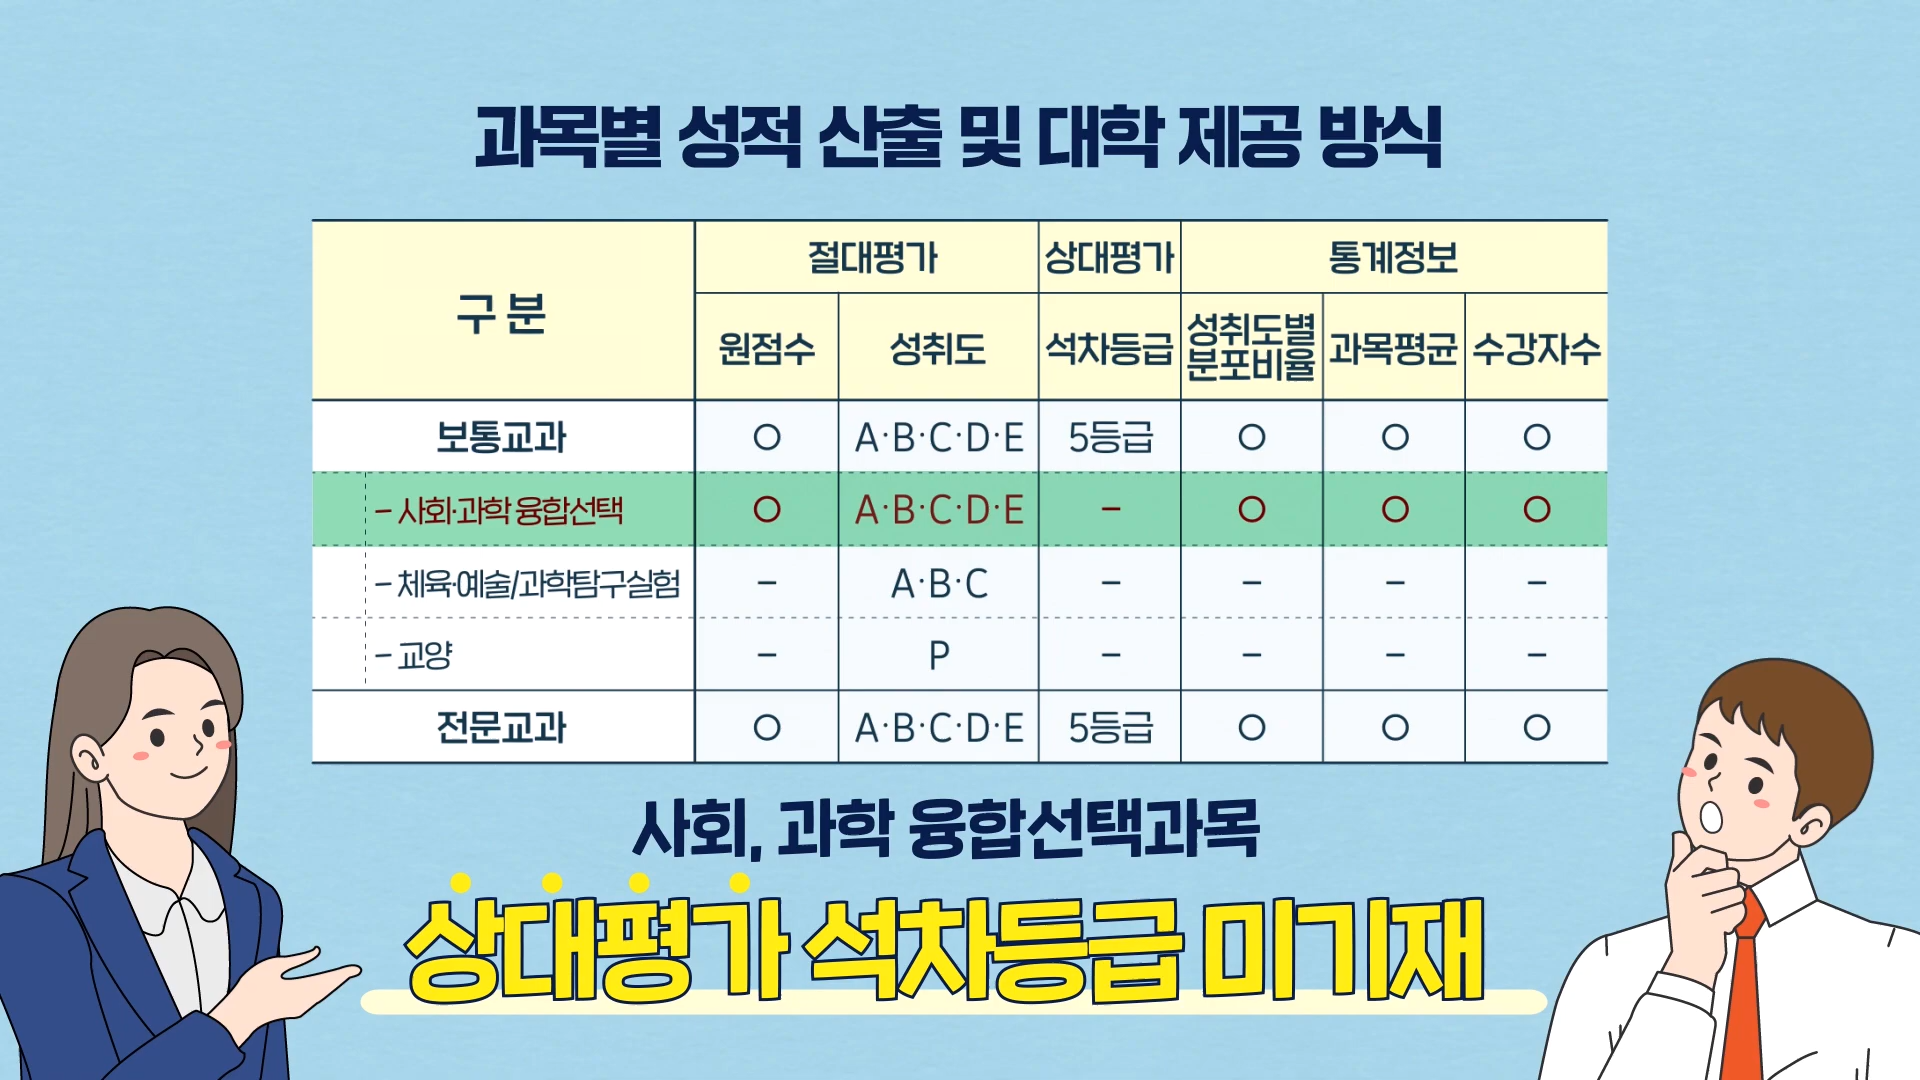 과목별 성적 산출 및 대학 제공 방식
구 분 절대평가 상대평가 통계정보
원점수 성취도 석차등급 성취도별 분포비율 과목평균 수강자수
보통교과 ○ A·B·C·D·E 5등급 ○ ○ ○
– 사회·과학 융합선택 ○ A·B·C·D·E – ○ ○ ○
– 체육·예술/과학탐구실험 – A·B·C – – – –
– 교양 – P – – – –
전문교과 ○ A·B·C·D·E 5등급 ○ ○ ○
사회, 과학 융합선택과목
상대평가 석차등급 미기재